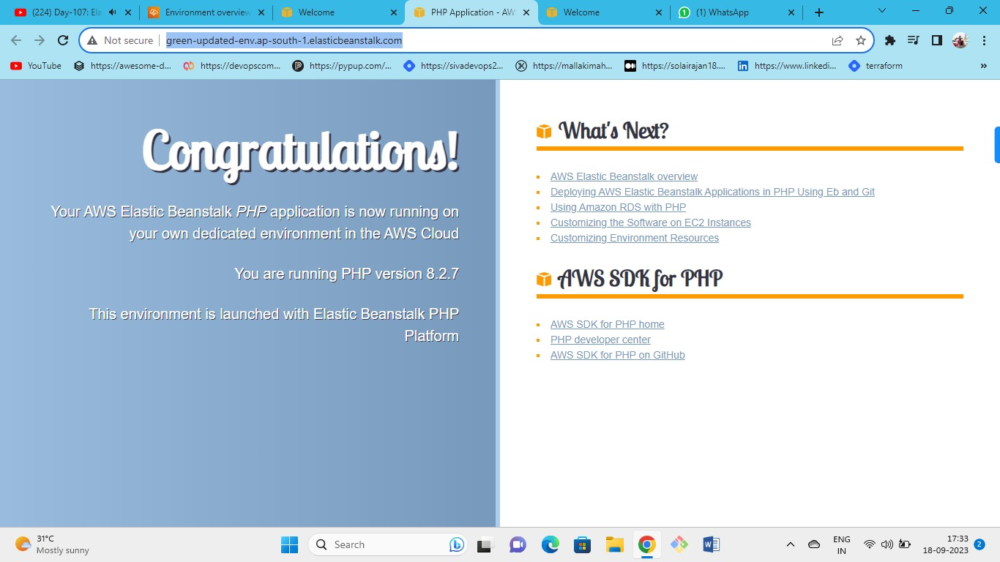 (224) Day-107: Ela
Environment overview
Welcome
PHP Application - AWS
Welcome
(1) WhatsApp
Not secure
green-updated-env.ap-south-1.elasticbeanstalk.com
YouTube
https://awesome-d...
https://devopscom...
https://pypup.com/...
https://sivadevops2...
https://mallakimah...
https://solairajan18....
https://www.linkedi...
terraform
»
Congratulations!
Your AWS Elastic Beanstalk PHP application is now running on
your own dedicated environment in the AWS Cloud
You are running PHP version 8.2.7
This environment is launched with Elastic Beanstalk PHP
Platform
What's Next?
AWS Elastic Beanstalk overview
Deploying AWS Elastic Beanstalk Applications in PHP Using Eb and Git
Using Amazon RDS with PHP
Customizing the Software on EC2 Instances
Customizing Environment Resources
AWS SDK for PHP
AWS SDK for PHP home
PHP developer center
AWS SDK for PHP on GitHub
31°C
Mostly sunny
Search
ENG
IN
17:33
18-09-2023
2